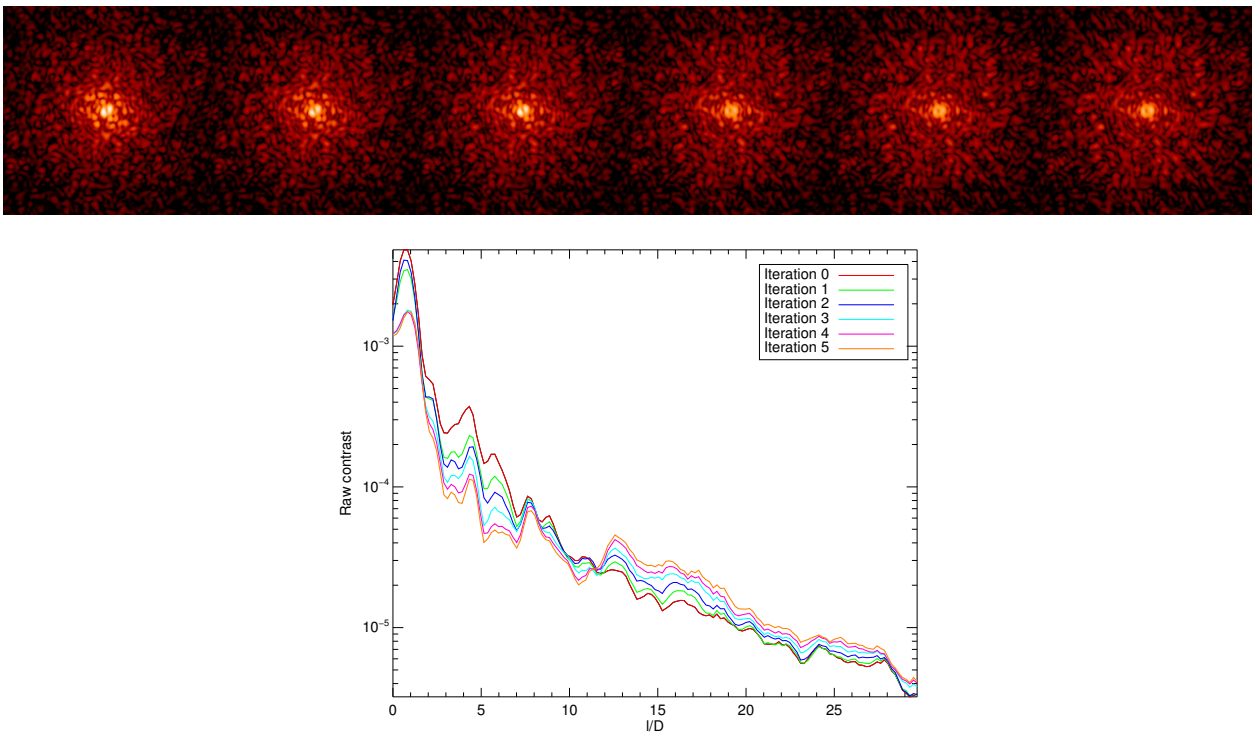 Iteration 0
Iteration 1
Iteration 2
Iteration 3
Iteration 4
Iteration 5
10⁻³
10⁻⁴
10⁻⁵
Raw contrast
0 5 10 15 20 25
l/D